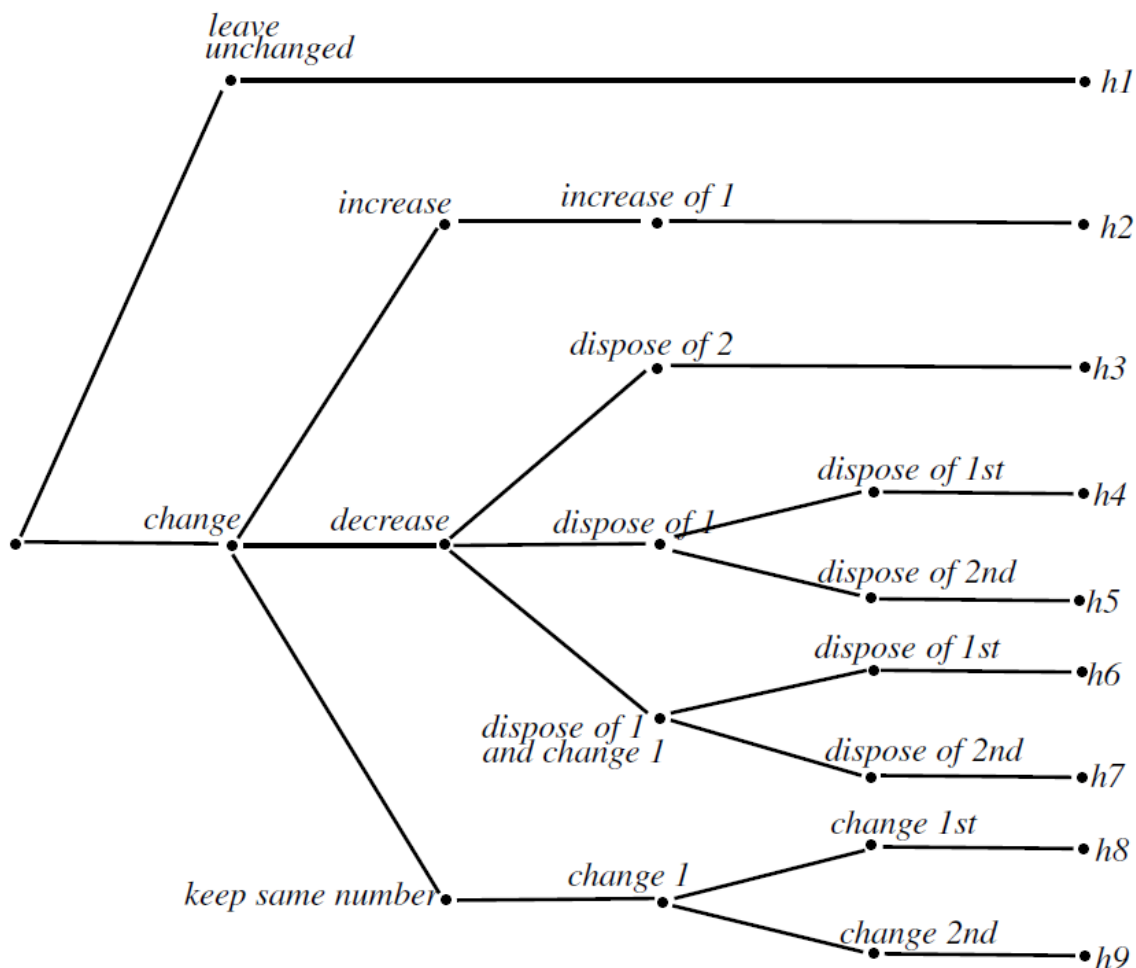 leave
unchanged
h1
increase
increase of 1
h2
dispose of 2
h3
dispose of 1st
h4
change
decrease
dispose of 1
dispose of 2nd
h5
dispose of 1st
h6
dispose of 1
and change 1
dispose of 2nd
h7
change 1st
h8
keep same number
change 1
change 2nd
h9